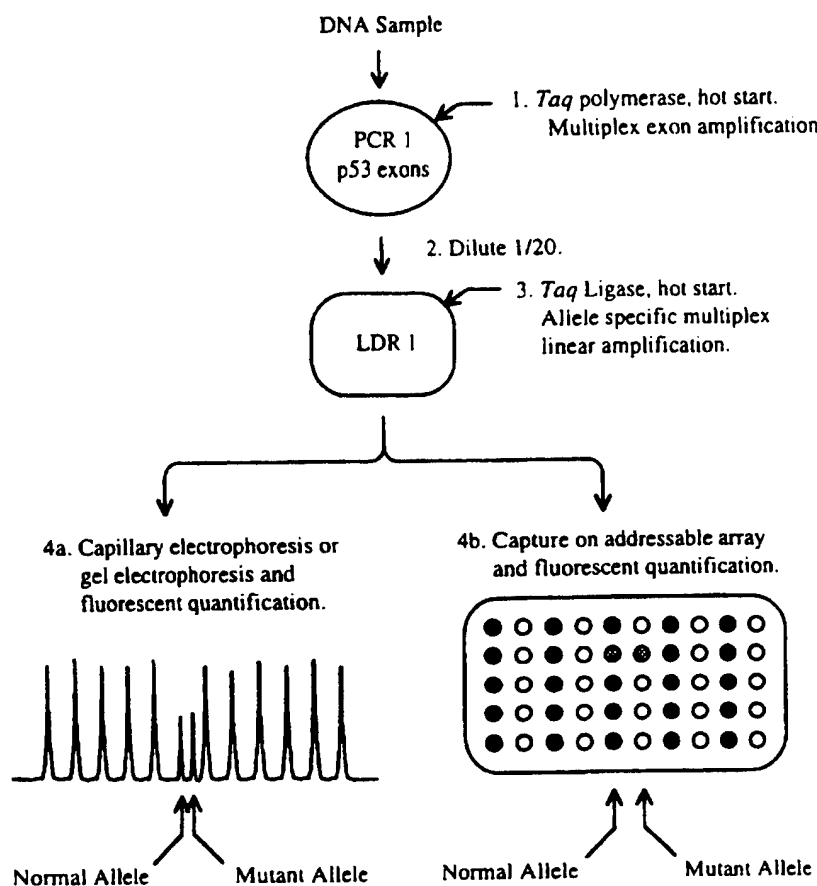 DNA Sample
1. Taq polymerase, hot start.
Multiplex exon amplification
PCR 1
p53 exons
2. Dilute 1/20.
3. Taq Ligase, hot start.
Allele specific multiplex
linear amplification.
LDR 1
4a. Capillary electrophoresis or
gel electrophoresis and
fluorescent quantification.
4b. Capture on addressable array
and fluorescent quantification.
Normal Allele
Mutant Allele
Normal Allele
Mutant Allele